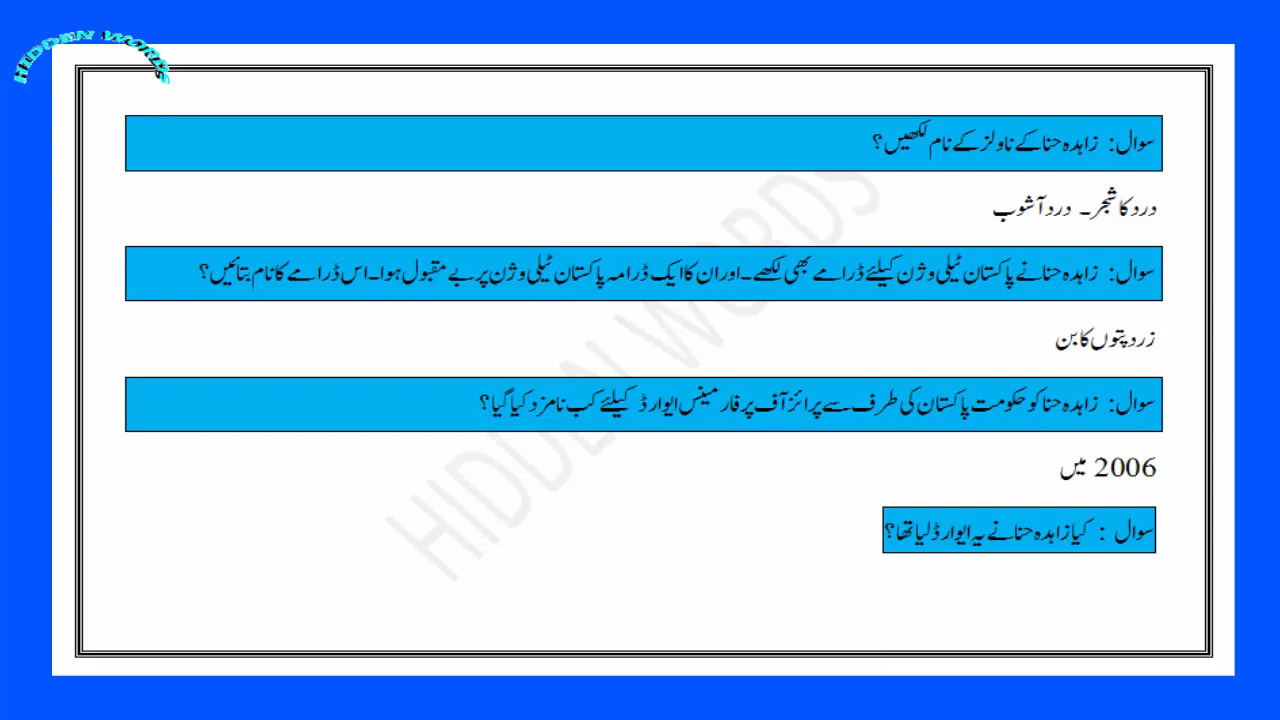 HIDDEN WORDS
سوال: زاہدہ حنا کے ناولز کے نام لکھیں؟
درد کا شجر۔ درد آشوب
سوال: زاہدہ حنا نے پاکستان ٹیلی وژن کیلئے ڈرامے بھی لکھے۔ اور ان کا ایک ڈرامہ پاکستان ٹیلی وژن پر بے مقبول ہوا۔ اس ڈرامے کا نام بتائیں؟
زرد پتوں کا بن
سوال: زاہدہ حنا کو حکومت پاکستان کی طرف سے پرائز آف پرفارمینس ایوارڈ کیلئے کب نامزد کیا گیا؟
2006 میں
سوال : کیا زاہدہ حنا نے یہ ایوارڈ لیا تھا؟
HIDDEN WORDS